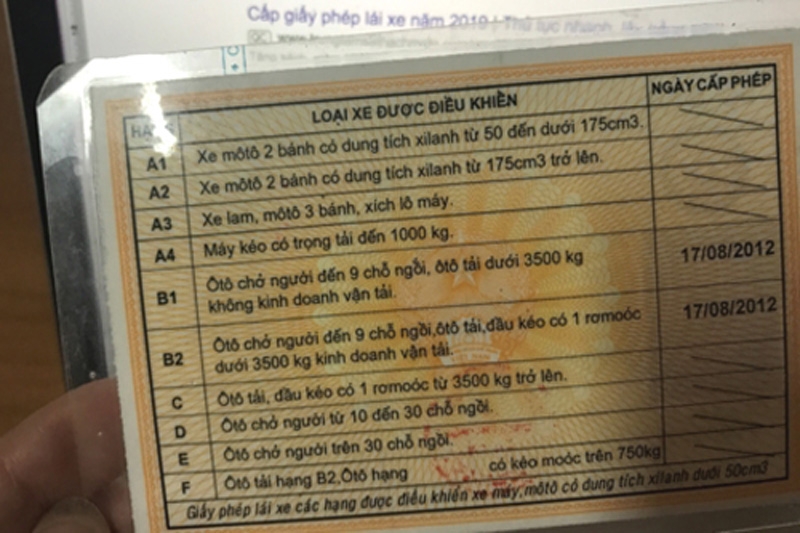 Cấp giấy phép lái xe năm 2019 | Thủ tục nhanh,
HẠ
LOẠI XE ĐƯỢC ĐIỀU KHIỂN
NGÀY CẤP PHÉP
A1 Xe môtô 2 bánh có dung tích xilanh từ 50 đến dưới 175cm3.
A2 Xe môtô 2 bánh có dung tích xilanh từ 175cm3 trở lên.
A3 Xe lam, môtô 3 bánh, xích lô máy.
A4 Máy kéo có trọng tải đến 1000 kg.
B1 Ôtô chở người đến 9 chỗ ngồi, ôtô tải dưới 3500 kg 17/08/2012
không kinh doanh vận tải.
B2 Ôtô chở người đến 9 chỗ ngồi,ôtô tải,đầu kéo có 1 rơmoóc 17/08/2012
dưới 3500 kg kinh doanh vận tải.
C Ôtô tải, đầu kéo có 1 rơmoóc từ 3500 kg trở lên.
D Ôtô chở người từ 10 đến 30 chỗ ngồi.
E Ôtô chở người trên 30 chỗ ngồi.
F Ôtô tải hạng B2,Ôtô hạng có kéo moóc trên 750kg
Giấy phép lái xe các hạng được điều khiển xe máy,môtô có dung tích xilanh dưới 50cm3